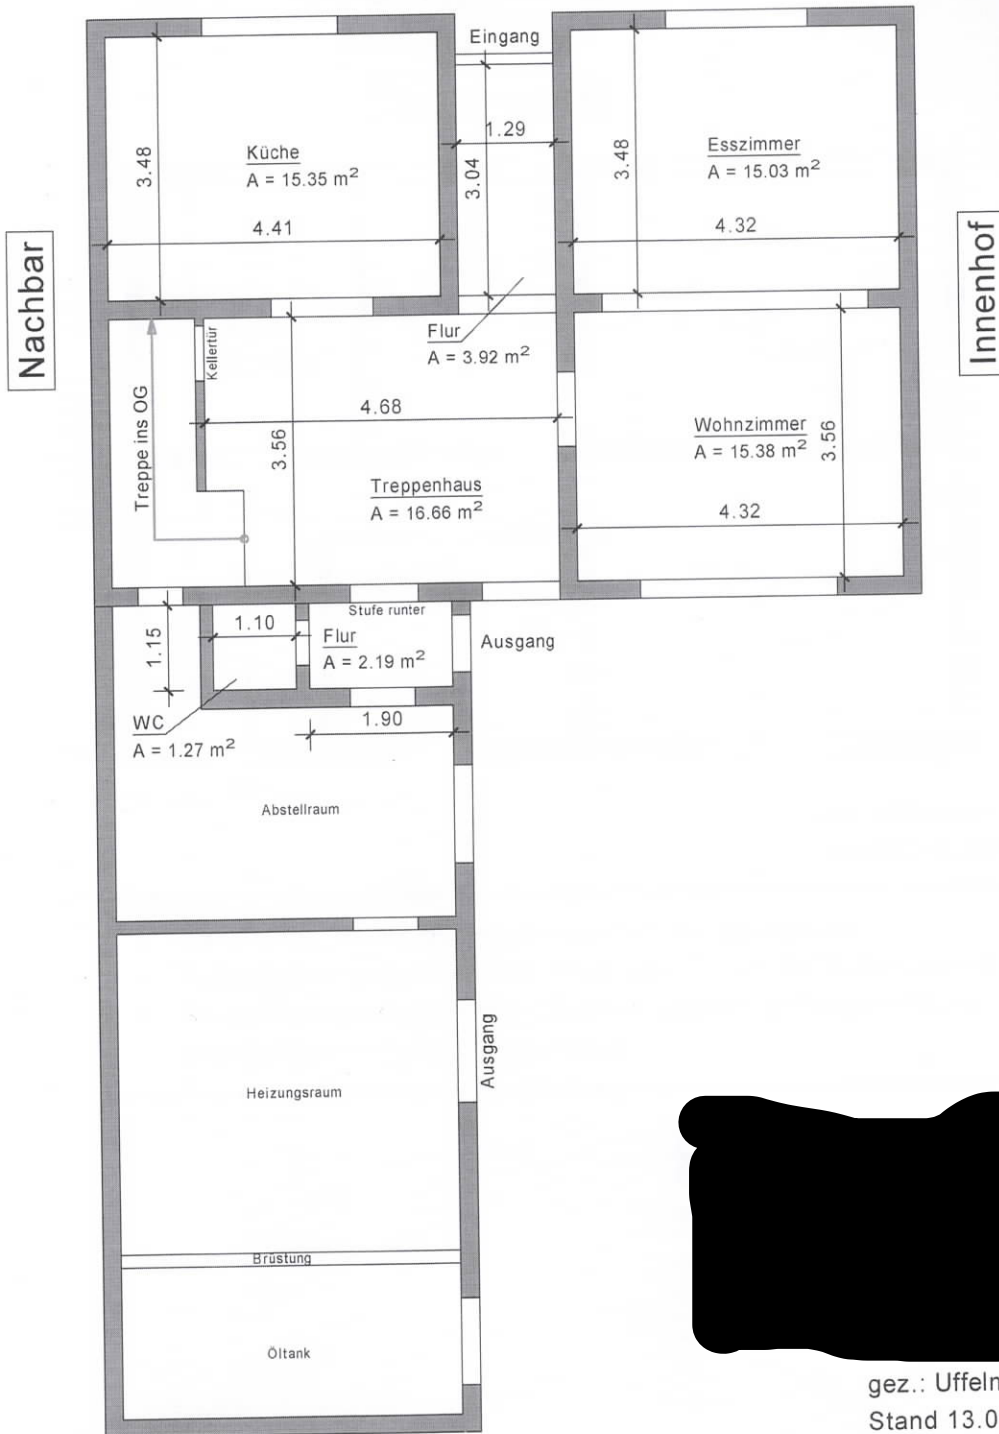 Eingang
3.48
Küche
A = 15.35 m²
4.41
1.29
3.04
3.48
Esszimmer
A = 15.03 m²
4.32
Nachbar
Innenhof
Kellertür
Treppe ins OG
Flur
A = 3.92 m²
4.68
3.56
Treppenhaus
A = 16.66 m²
Wohnzimmer
A = 15.38 m²
3.56
4.32
1.15
1.10
Stufe runter
Flur
A = 2.19 m²
Ausgang
WC
A = 1.27 m²
1.90
Abstellraum
Heizungsraum
Ausgang
Brüstung
Öltank
gez.: Uffeln
Stand 13.0